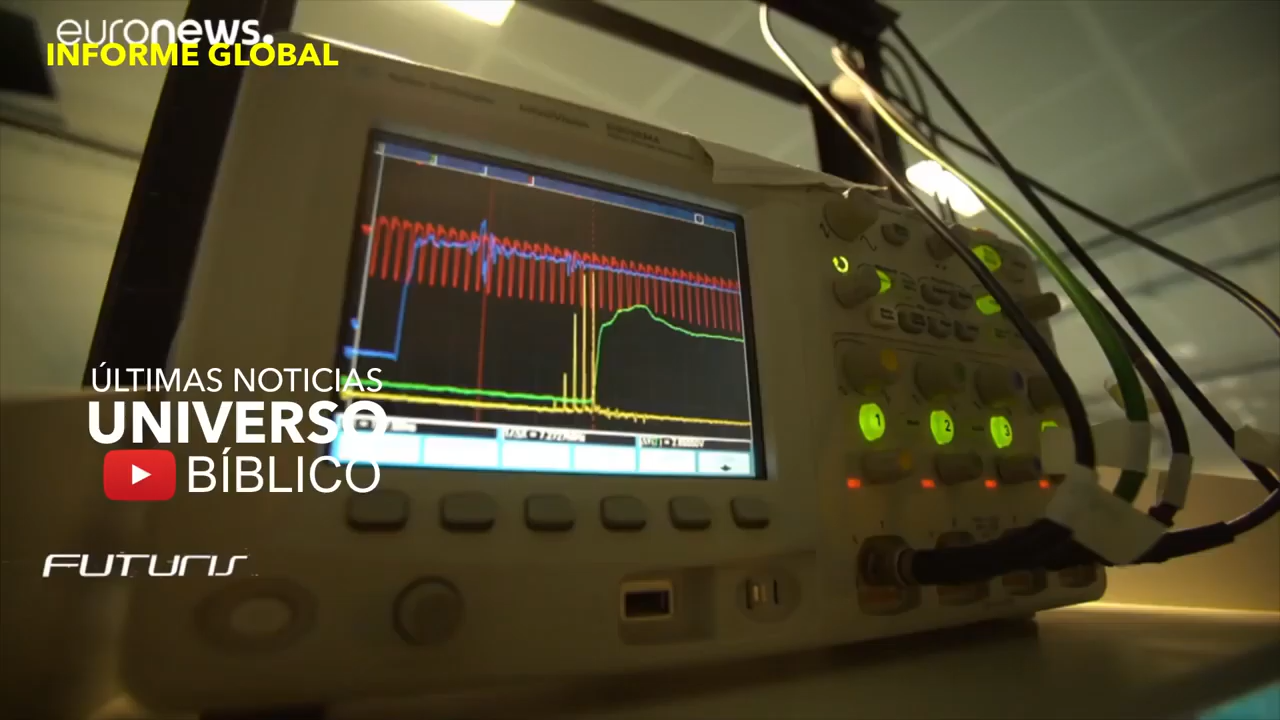 euronews.
INFORME GLOBAL
ÚLTIMAS NOTICIAS
UNIVERSO
BÍBLICO
FUTURIS
1
2
3